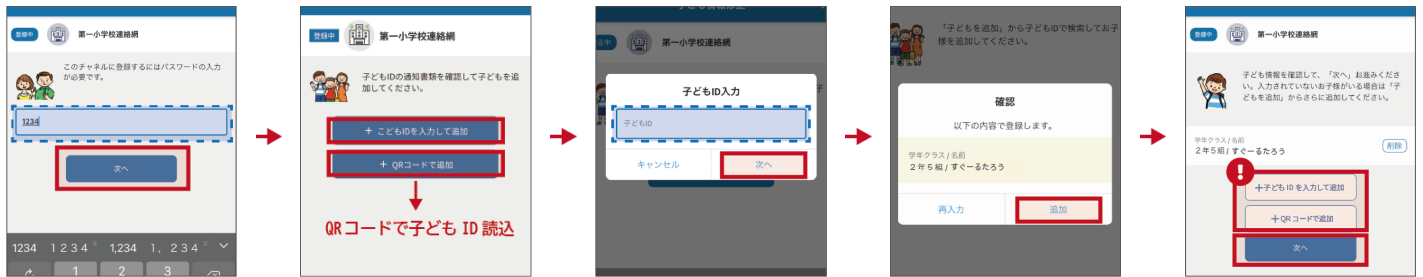 登録中
第一小学校連絡網
このチャネルに登録するにはパスワードの入力
が必要です。
1234
次へ
1234 1 2 3 4 1,234 1, 2 3 4
1 2 3
登録中
第一小学校連絡網
子どもIDの通知書類を確認して子どもを追
加してください。
+ こどもIDを入力して追加
+ QRコードで追加
QRコードで子ども ID 読込
第一小学校連絡網
子どもID入力
子どもID
キャンセル
次へ
「子どもを追加」から子どもIDで検索してお子
様を追加してください。
確認
以下の内容で登録します。
学年クラス / 名前
2年5組 / すぐーるたろう
再入力
追加
登録中
第一小学校連絡網
子ども情報を確認して、「次へ」お進みくださ
い。入力されていないお子様がいる場合は「子
どもを追加」からさらに追加してください。
学年クラス / 名前
2年5組 / すぐーるたろう
削除
!
+子ども ID を入力して追加
+QR コードで追加
次へ